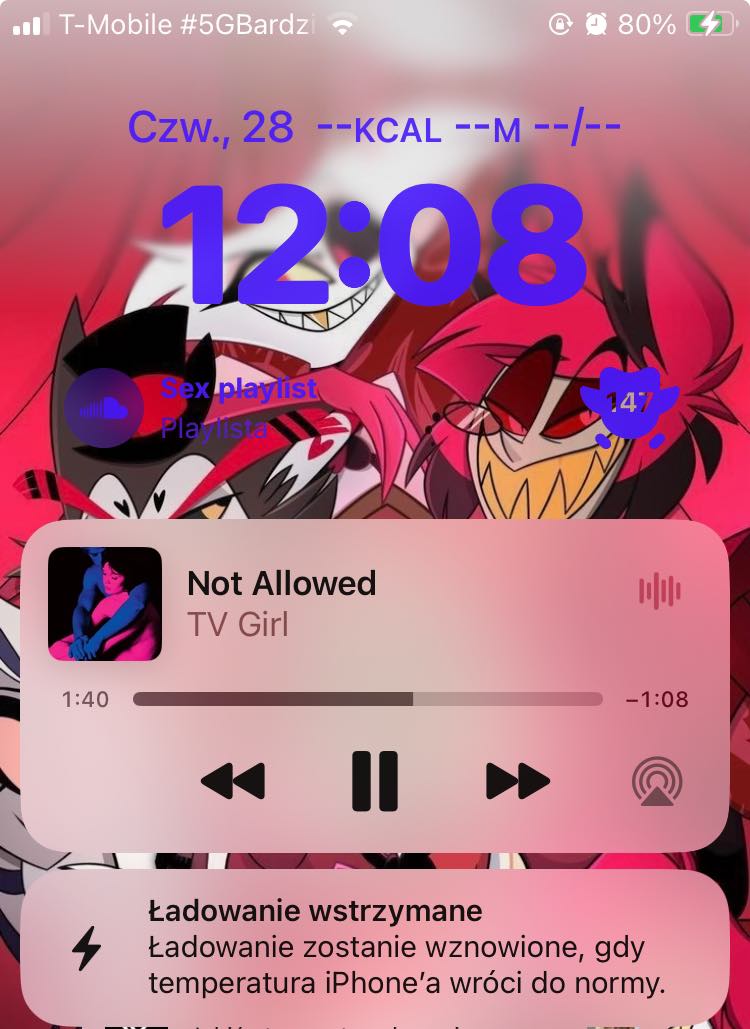 T-Mobile #5GBardzi
80%
Czw., 28 --KCAL --M --/--
12:08
Sex playlist
Playlista
147
Not Allowed
TV Girl
1:40
−1:08
Ładowanie wstrzymane
Ładowanie zostanie wznowione, gdy
temperatura iPhone’a wróci do normy.